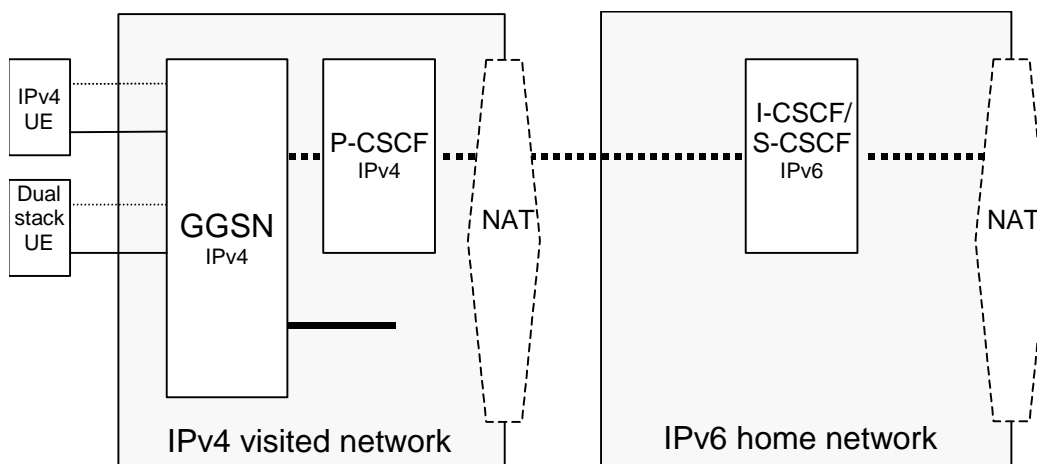 IPv4
UE
Dual
stack
UE
GGSN
IPv4
P-CSCF
IPv4
NAT
IPv4 visited network
I-CSCF/
S-CSCF
IPv6
NAT
IPv6 home network